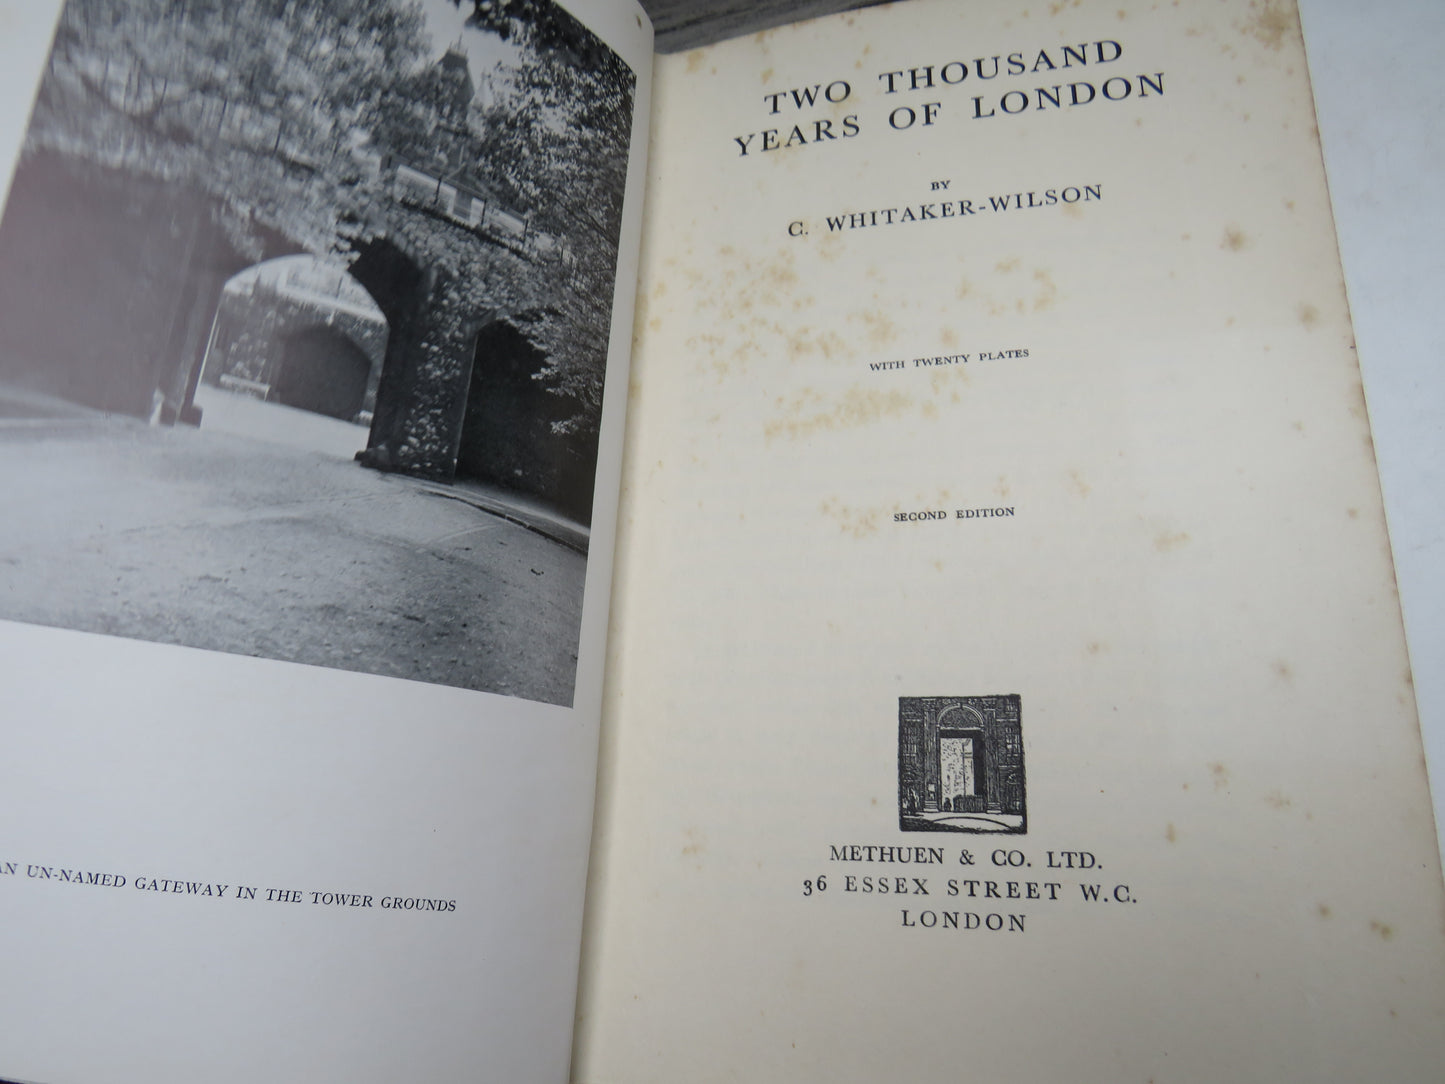 AN UN-NAMED GATEWAY IN THE TOWER GROUNDS
TWO THOUSAND
YEARS OF LONDON
BY
C. WHITAKER-WILSON
WITH TWENTY PLATES
SECOND EDITION
METHUEN & CO. LTD.
36 ESSEX STREET W.C.
LONDON